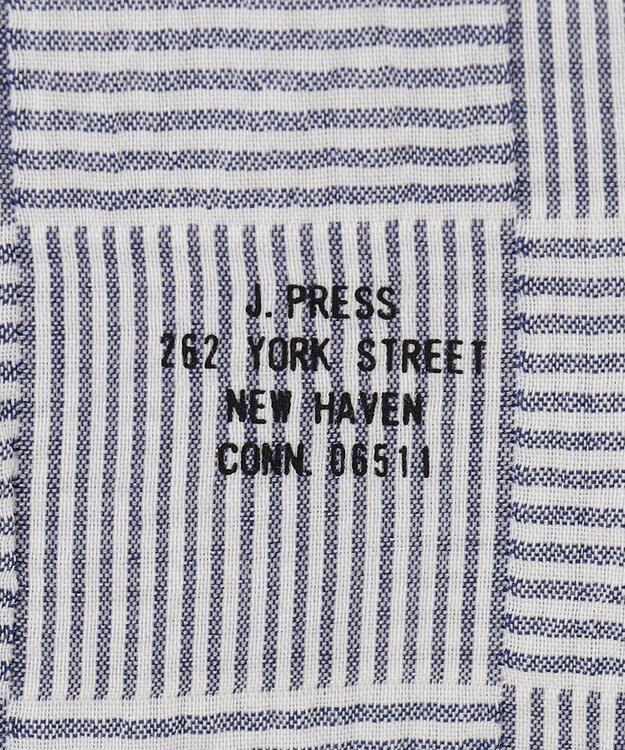 J. PRESS
262 YORK STREET
NEW HAVEN
CONN. 06511